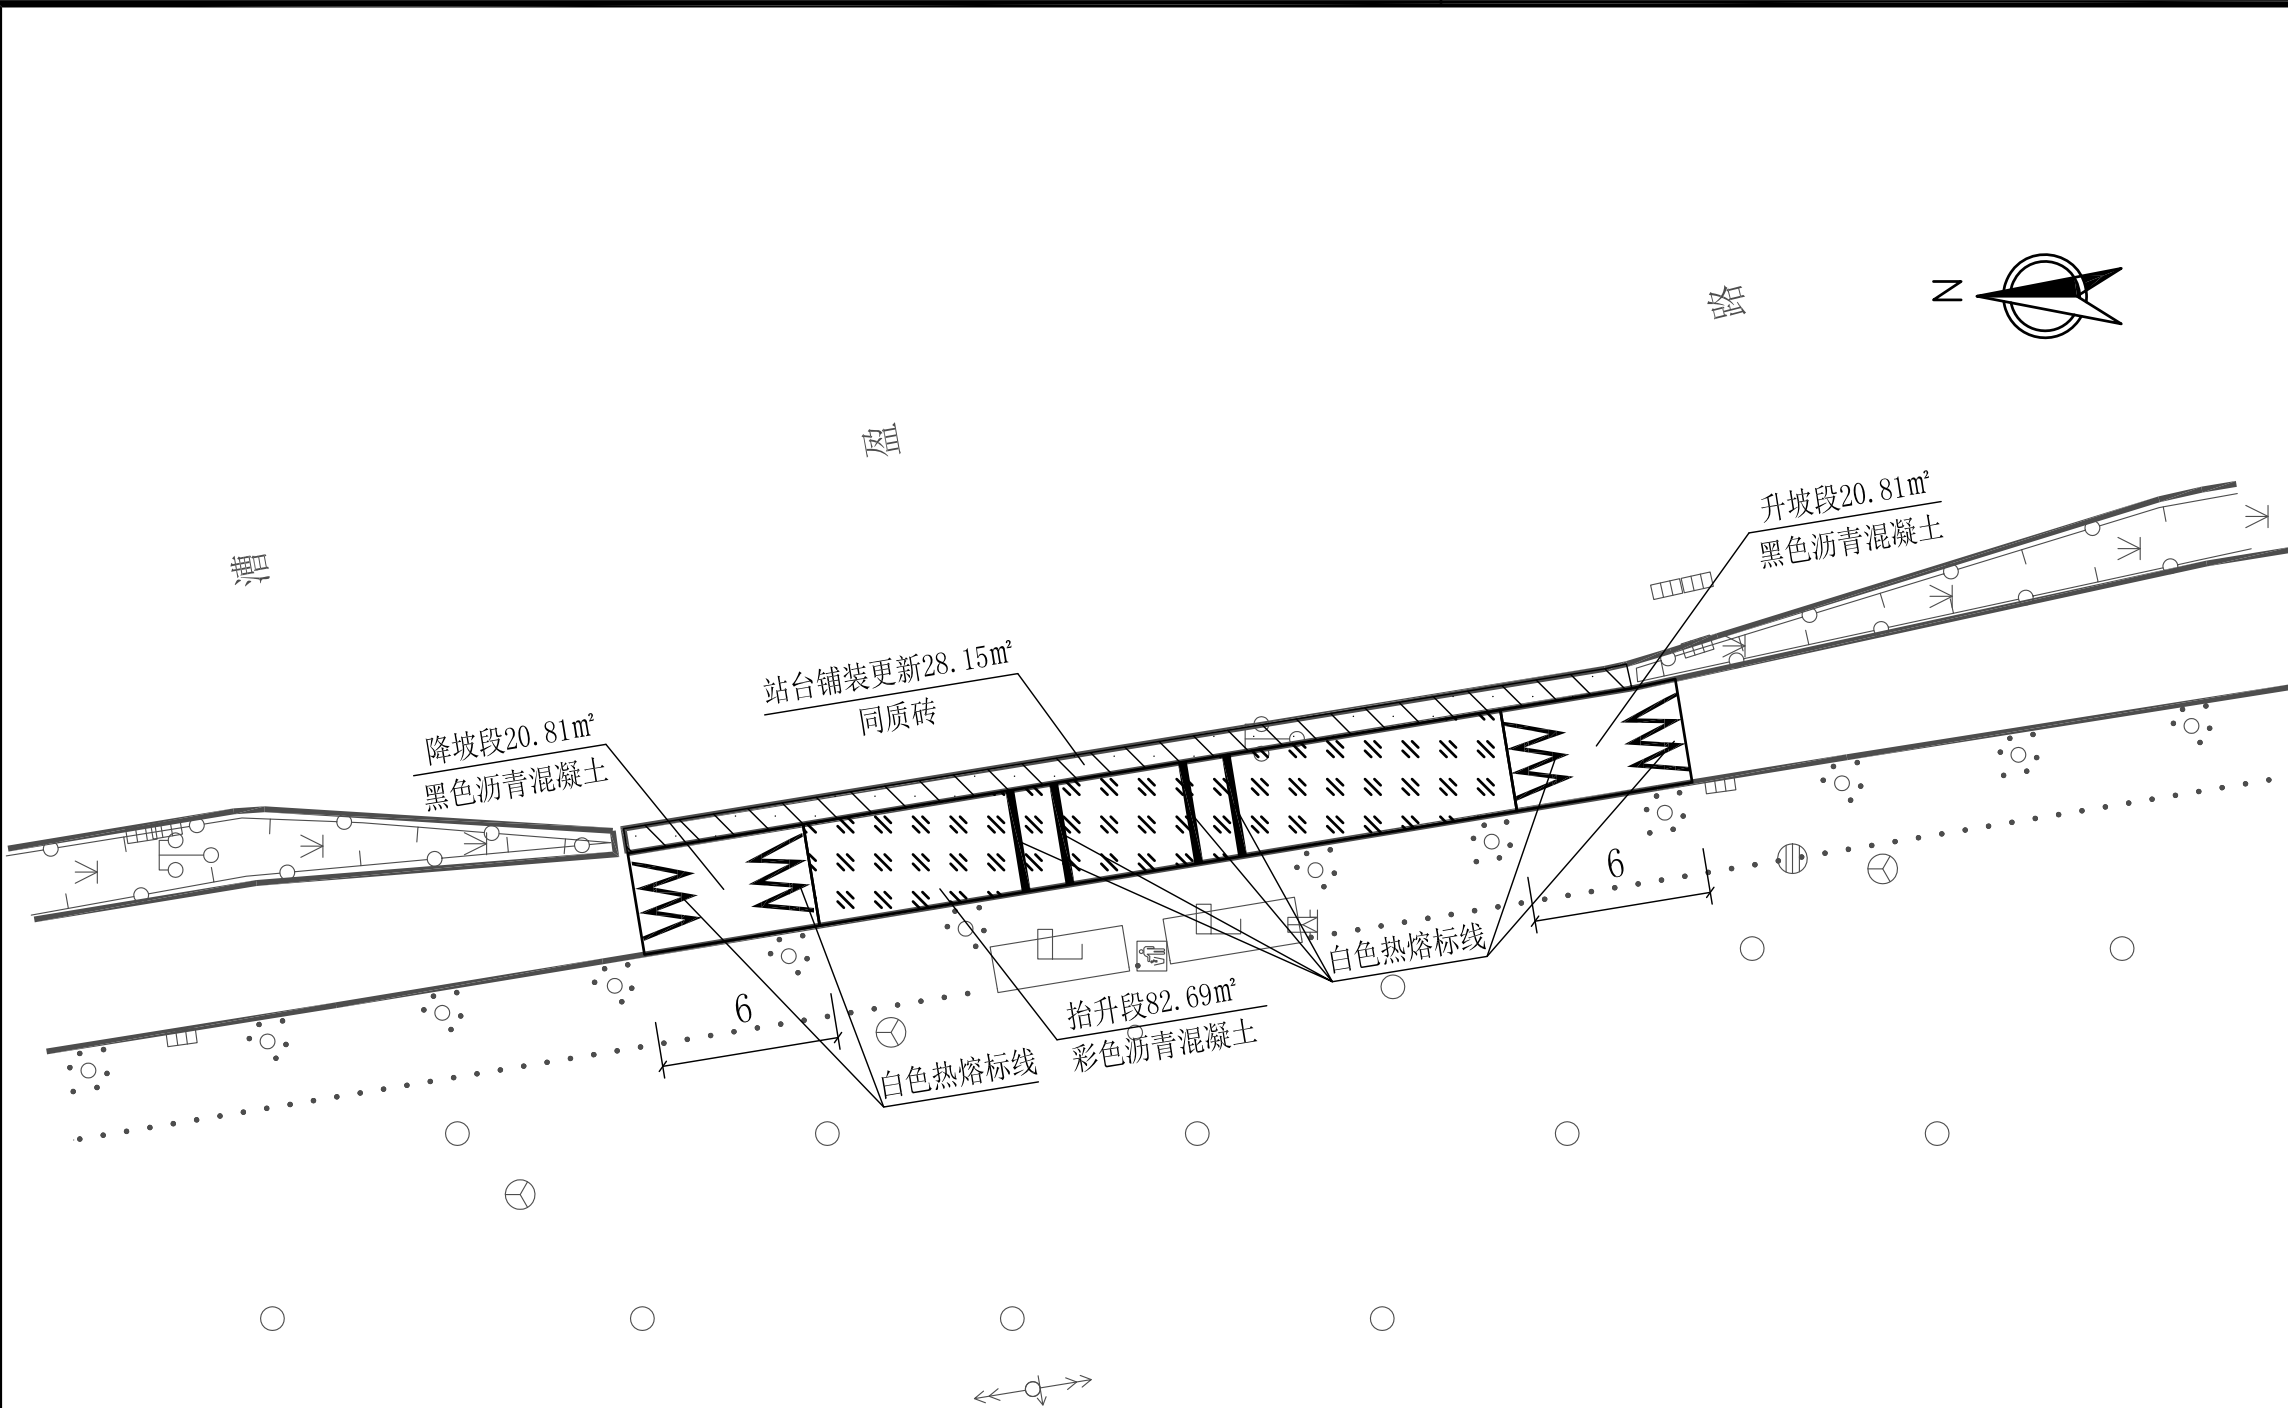 N
路
盈
漕
升坡段20.81㎡
黑色沥青混凝土
站台铺装更新28.15㎡
同质砖
降坡段20.81㎡
黑色沥青混凝土
6
白色热熔标线
6
抬升段82.69㎡
彩色沥青混凝土
白色热熔标线